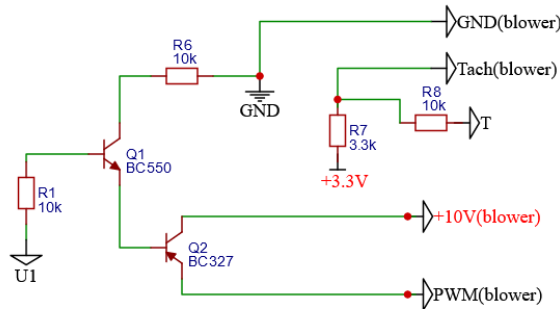 GND(blower)
R6
10k
Tach(blower)
GND
R8
10k
T
R7
3.3k
+3.3V
Q1
BC550
R1
10k
+10V(blower)
Q2
BC327
U1
PWM(blower)